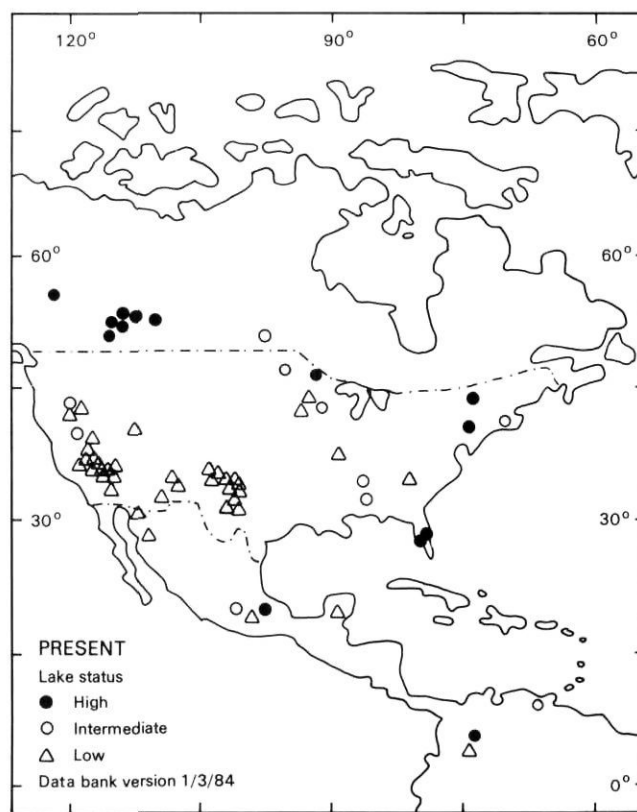 120° 90° 60°
60° 60°
30° 30°
PRESENT
Lake status
High
Intermediate
Low
Data bank version 1/3/84 0°